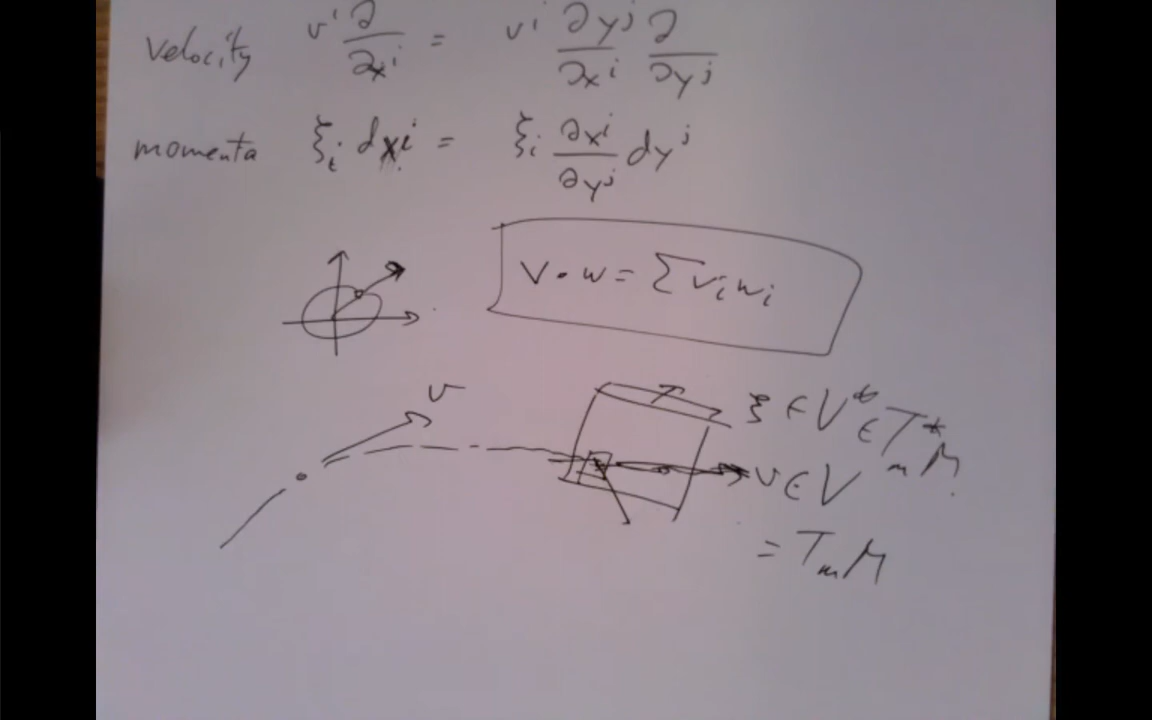 velocity v^i ∂/∂x^i = v^i ∂y^j/∂x^i ∂/∂y^j
momenta ξ_i dx^i = ξ_i ∂x^i/∂y^j dy^j
v • w = Σ v_i w_i
v
ξ ∈ V* ∈ T*_m M
v ∈ V
= T_m M